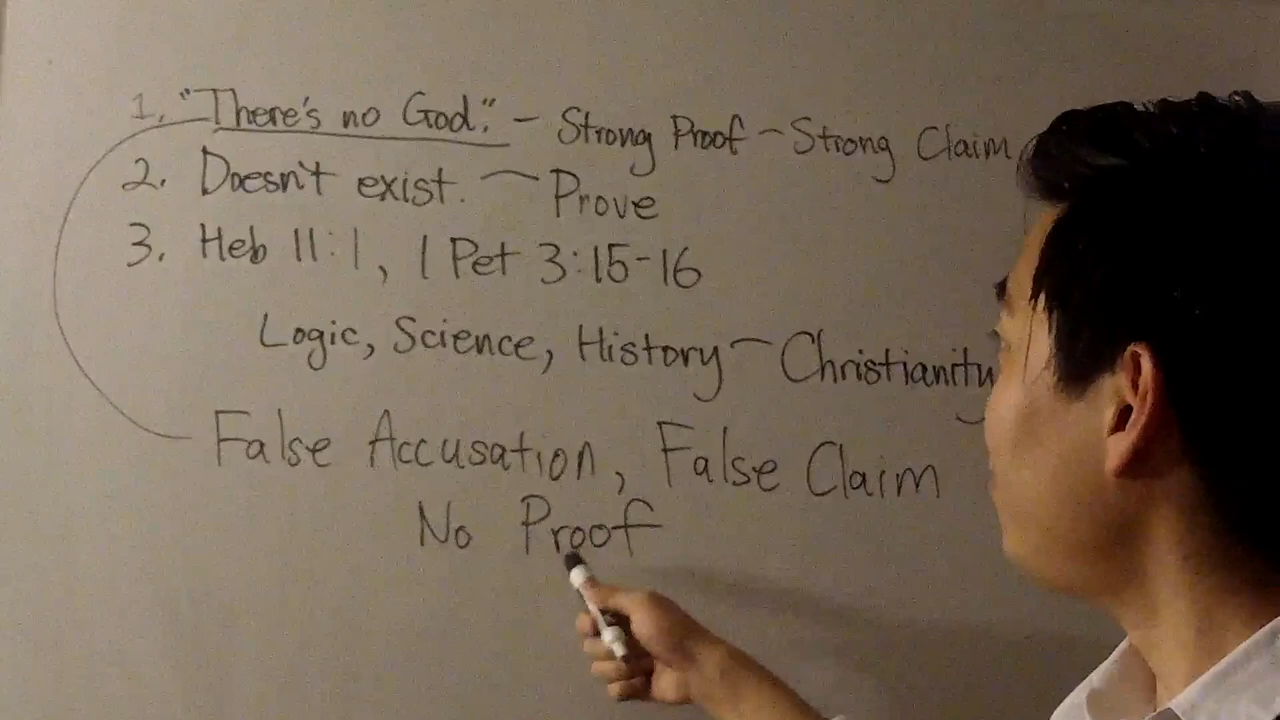 1. "There's no God." - Strong Proof - Strong Claim
2. Doesn't exist. - Prove
3. Heb 11:1, 1 Pet 3:15-16
Logic, Science, History - Christianity
False Accusation, False Claim
No Proof